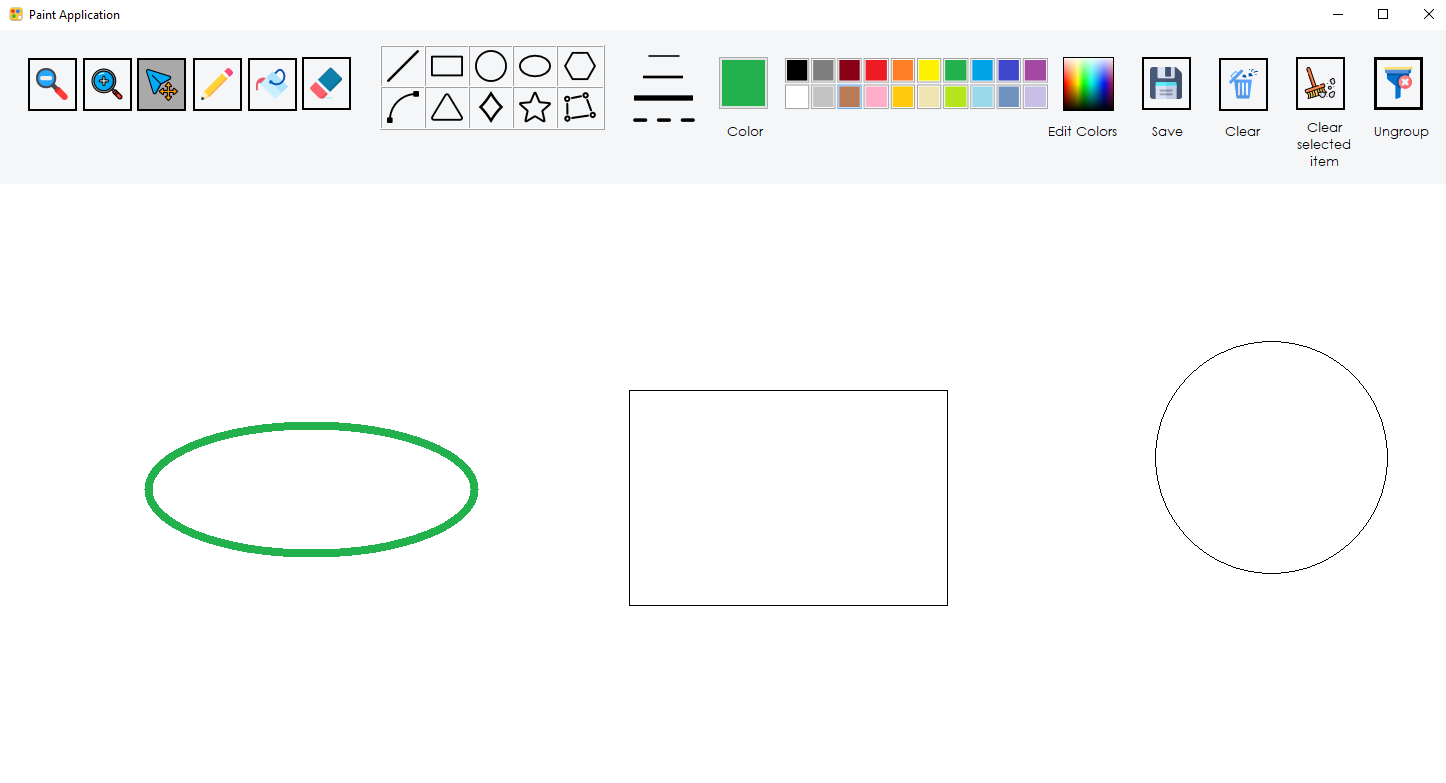 Paint Application
Color
Edit Colors
Save
Clear
Clear
selected
item
Ungroup